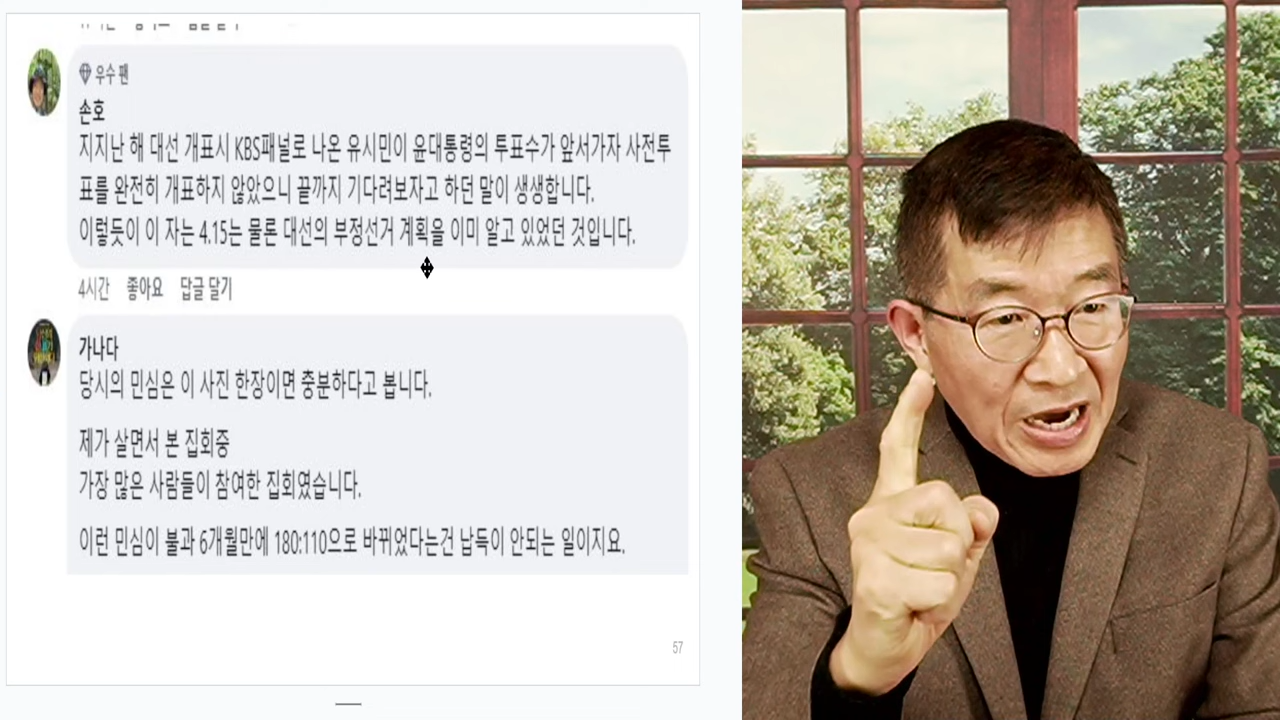 우수 팬
손호
지지난 해 대선 개표시 KBS패널로 나온 유시민이 윤대통령의 투표수가 앞서가자 사전투
표를 완전히 개표하지 않았으니 끝까지 기다려보자고 하던 말이 생생합니다.
이렇듯이 이 자는 4.15는 물론 대선의 부정선거 계획을 이미 알고 있었던 것입니다.
4시간 좋아요 답글 달기
가나다
당시의 민심은 이 사진 한장이면 충분하다고 봅니다.
제가 살면서 본 집회중
가장 많은 사람들이 참여한 집회였습니다.
이런 민심이 불과 6개월만에 180:110으로 바뀌었다는건 납득이 안되는 일이지요.
57